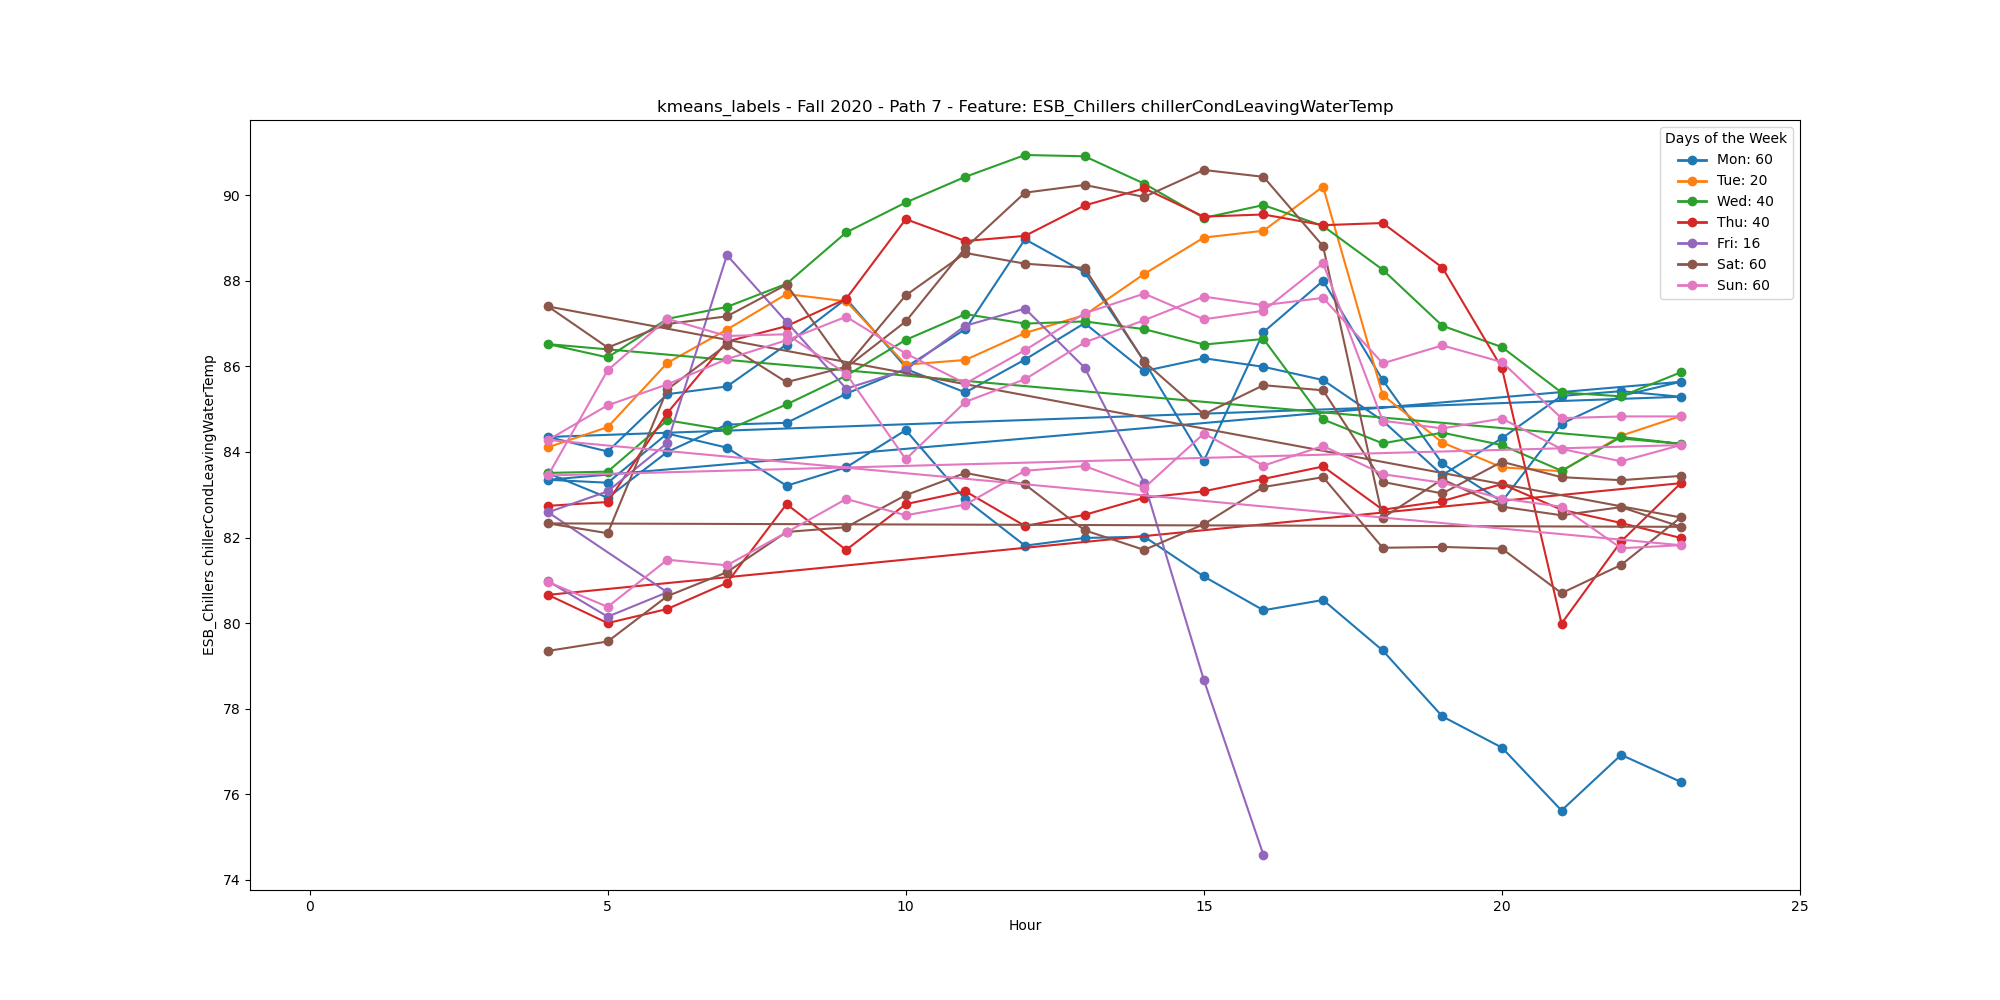 kmeans_labels - Fall 2020 - Path 7 - Feature: ESB_Chillers chillerCondLeavingWaterTemp
Days of the Week
Mon: 60
Tue: 20
Wed: 40
Thu: 40
Fri: 16
Sat: 60
Sun: 60
ESB_Chillers chillerCondLeavingWaterTemp
90
88
86
84
82
80
78
76
74
0 5 10 15 20 25
Hour